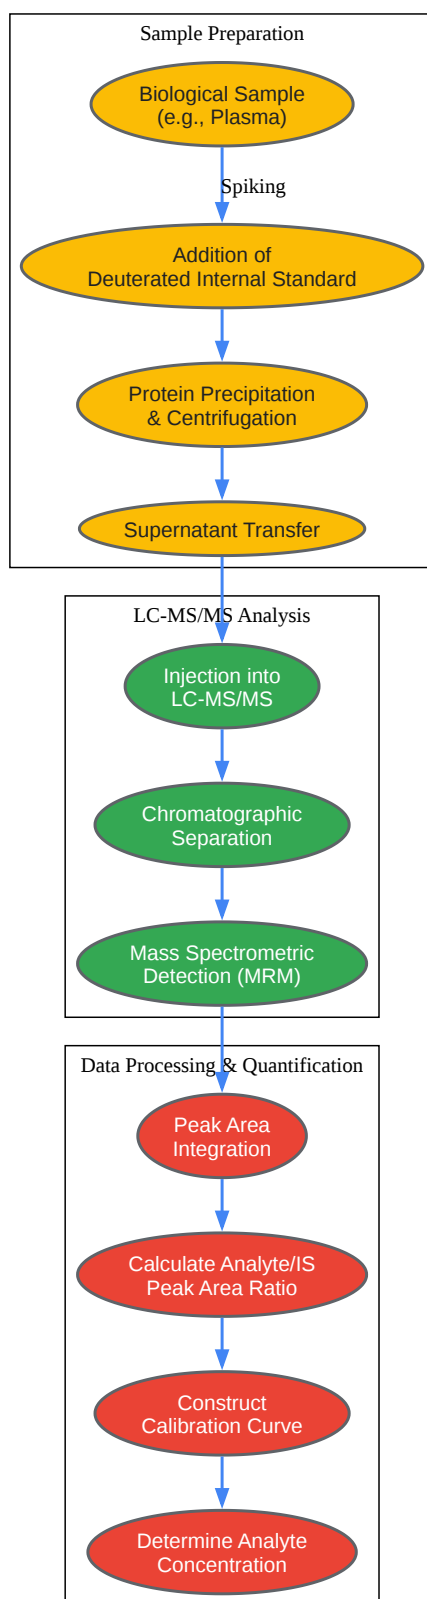 Sample Preparation
Biological Sample
(e.g., Plasma)
Spiking
Addition of
Deuterated Internal Standard
Protein Precipitation
& Centrifugation
Supernatant Transfer
LC-MS/MS Analysis
Injection into
LC-MS/MS
Chromatographic
Separation
Mass Spectrometric
Detection (MRM)
Data Processing & Quantification
Peak Area
Integration
Calculate Analyte/IS
Peak Area Ratio
Construct
Calibration Curve
Determine Analyte
Concentration